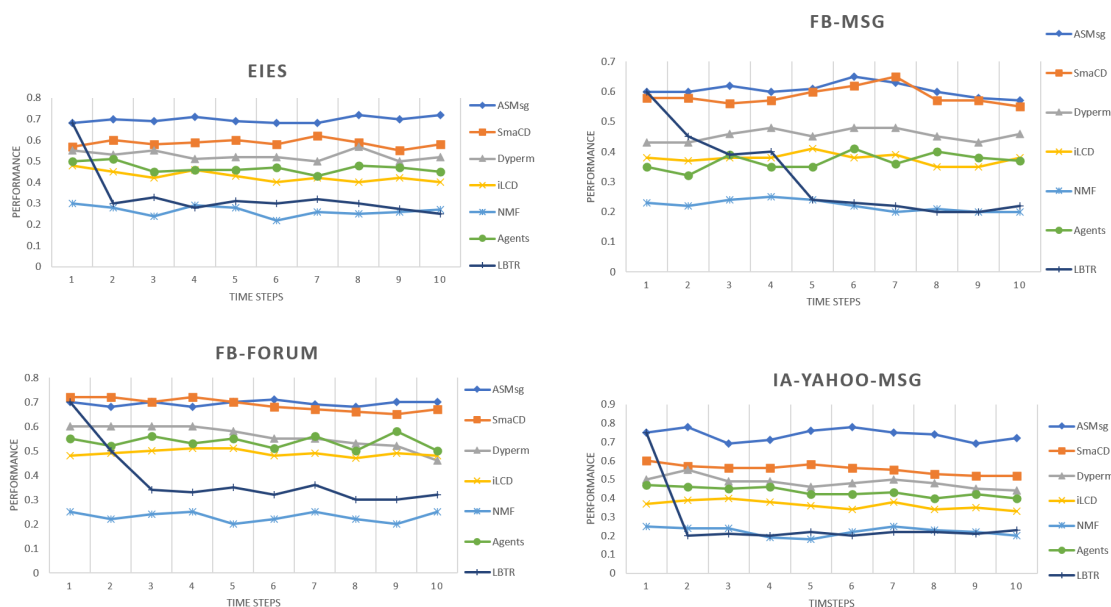 EIES
PERFORMANCE
0.8
0.7
0.6
0.5
0.4
0.3
0.2
0.1
0
1 2 3 4 5 6 7 8 9 10
TIME STEPS
ASMsg
SmaCD
Dyperm
iLCD
NMF
Agents
LBTR
FB-MSG
PERFORMANCE
0.7
0.6
0.5
0.4
0.3
0.2
0.1
0
1 2 3 4 5 6 7 8 9 10
TIME STEPS
ASMsg
SmaCD
Dyperm
iLCD
NMF
Agents
LBTR
FB-FORUM
PERFORMANCE
0.8
0.7
0.6
0.5
0.4
0.3
0.2
0.1
0
1 2 3 4 5 6 7 8 9 10
TIME STEPS
ASMsg
SmaCD
Dyperm
iLCD
NMF
Agents
LBTR
IA-YAHOO-MSG
PERFORMANCE
0.9
0.8
0.7
0.6
0.5
0.4
0.3
0.2
0.1
0
1 2 3 4 5 6 7 8 9 10
TIMSTEPS
ASMsg
SmaCD
Dyperm
iLCD
NMF
Agents
LBTR